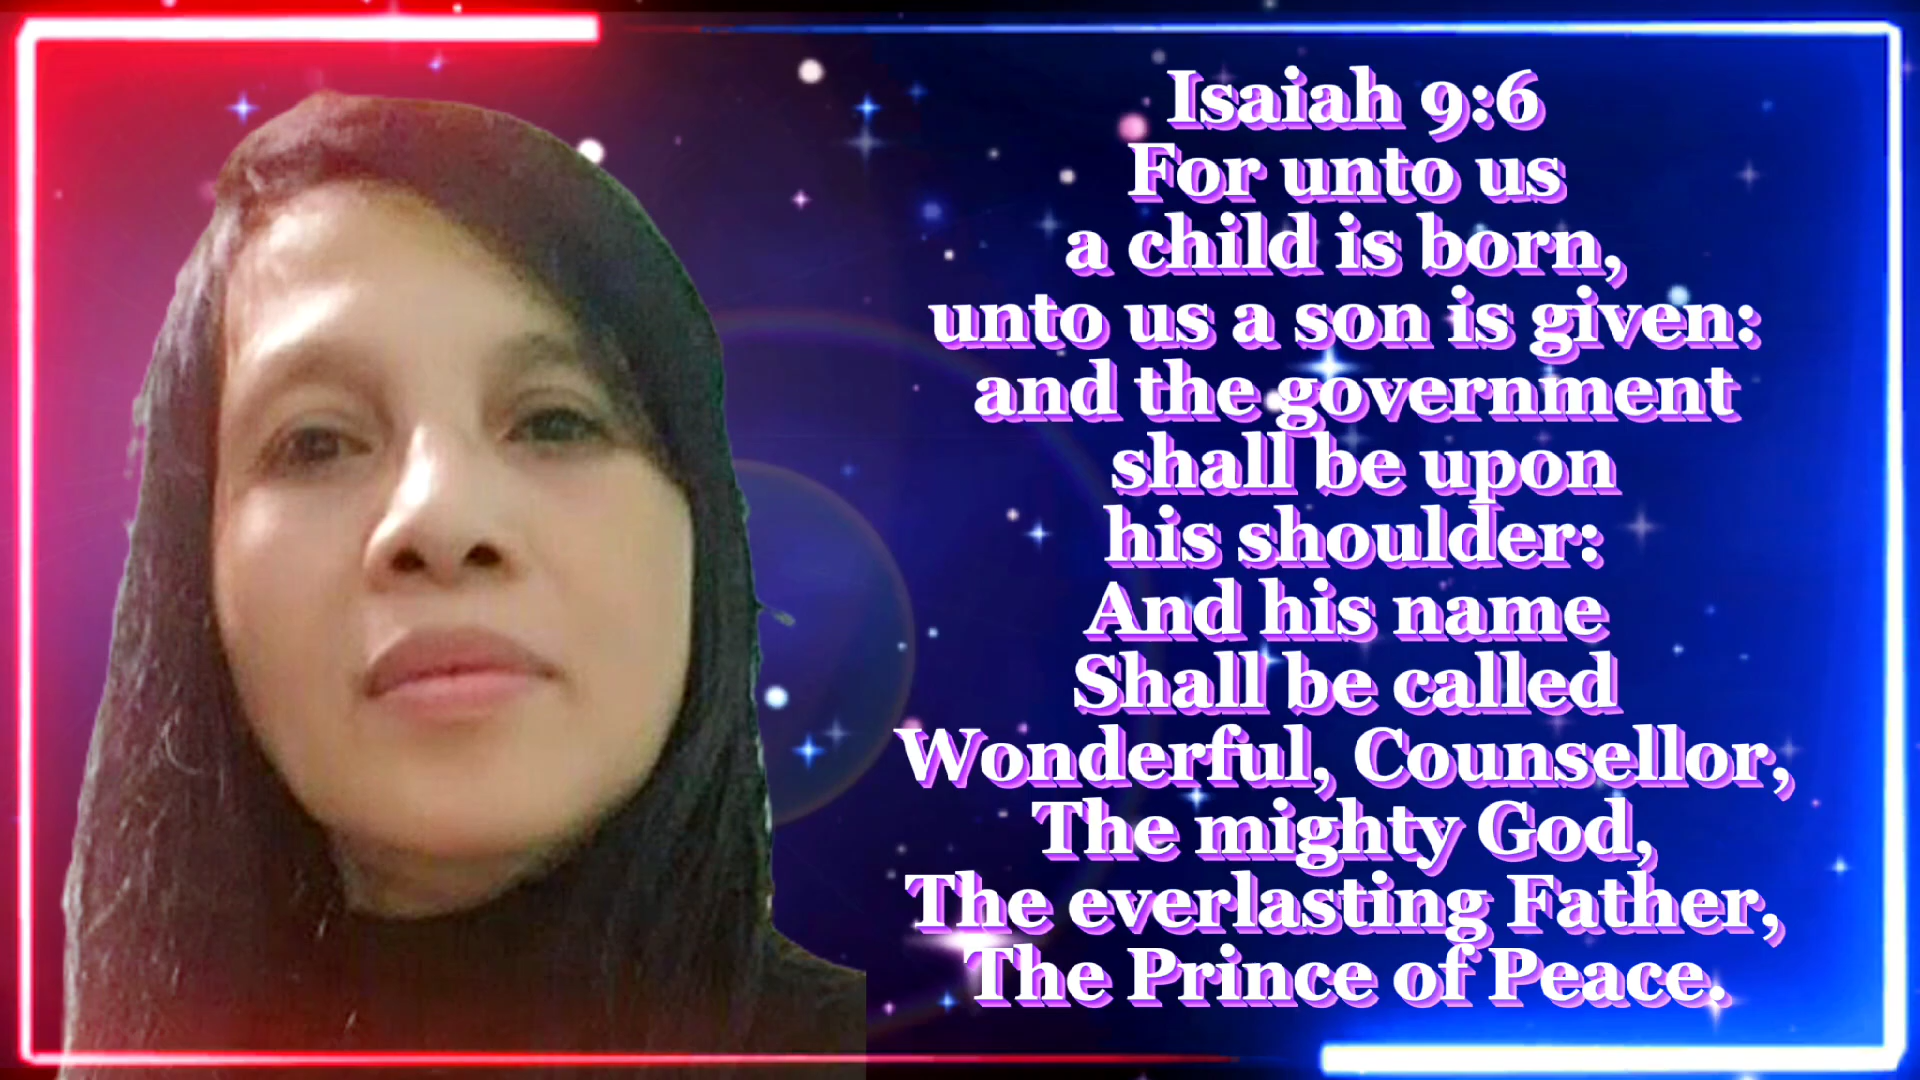 Isaiah 9:6
For unto us
a child is born,
unto us a son is given:
and the government
shall be upon
his shoulder:
And his name
Shall be called
Wonderful, Counsellor,
The mighty God,
The everlasting Father,
The Prince of Peace.